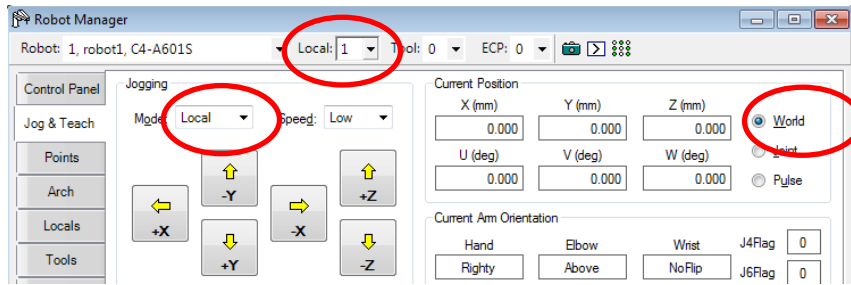 Robot Manager
Robot: 1, robot1, C4-A601S Local: 1 Tool: 0 ECP: 0
Control Panel
Jog & Teach
Points
Arch
Locals
Tools
Jogging
Mode: Local Speed: Low
-Y +Z
+X -X
+Y -Z
Current Position
X (mm) Y (mm) Z (mm)
0.000 0.000 0.000
U (deg) V (deg) W (deg)
0.000 0.000 0.000
World
Joint
Pulse
Current Arm Orientation
Hand Elbow Wrist
Righty Above NoFlip
J4Flag 0
J6Flag 0